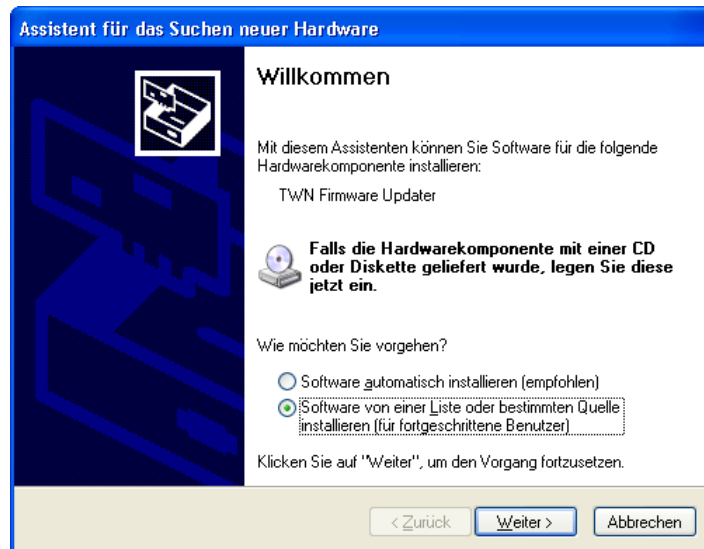 Assistent für das Suchen neuer Hardware
Willkommen
Mit diesem Assistenten können Sie Software für die folgende
Hardwarekomponente installieren:
TWN Firmware Updater
Falls die Hardwarekomponente mit einer CD
oder Diskette geliefert wurde, legen Sie diese
jetzt ein.
Wie möchten Sie vorgehen?
Software automatisch installieren (empfohlen)
Software von einer Liste oder bestimmten Quelle
installieren (für fortgeschrittene Benutzer)
Klicken Sie auf "Weiter", um den Vorgang fortzusetzen.
< Zurück Weiter > Abbrechen